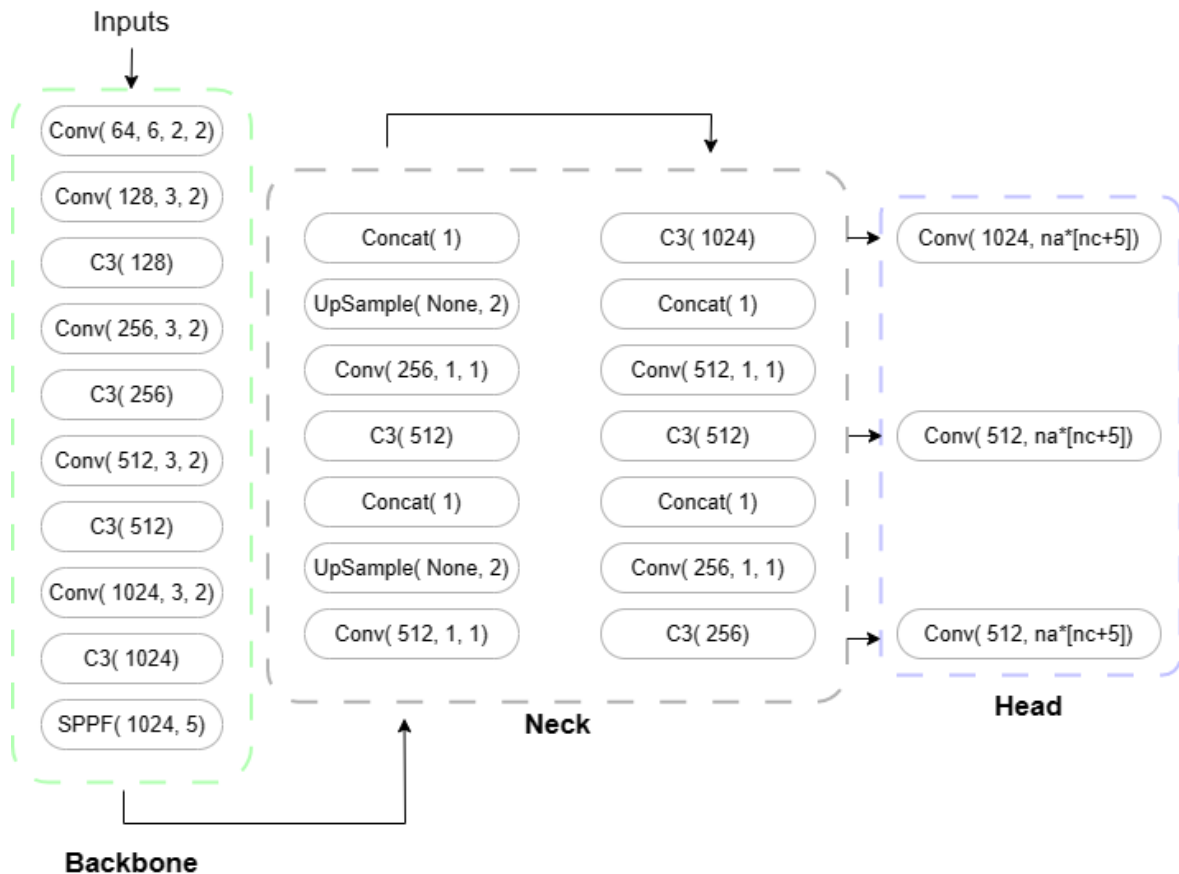 Inputs
Conv( 64, 6, 2, 2)
Conv( 128, 3, 2)
C3( 128)
Conv( 256, 3, 2)
C3( 256)
Conv( 512, 3, 2)
C3( 512)
Conv( 1024, 3, 2)
C3( 1024)
SPPF( 1024, 5)
Backbone
Concat( 1)
UpSample( None, 2)
Conv( 256, 1, 1)
C3( 512)
Concat( 1)
UpSample( None, 2)
Conv( 512, 1, 1)
C3( 1024)
Concat( 1)
Conv( 512, 1, 1)
C3( 512)
Concat( 1)
Conv( 256, 1, 1)
C3( 256)
Neck
Conv( 1024, na*[nc+5])
Conv( 512, na*[nc+5])
Conv( 512, na*[nc+5])
Head